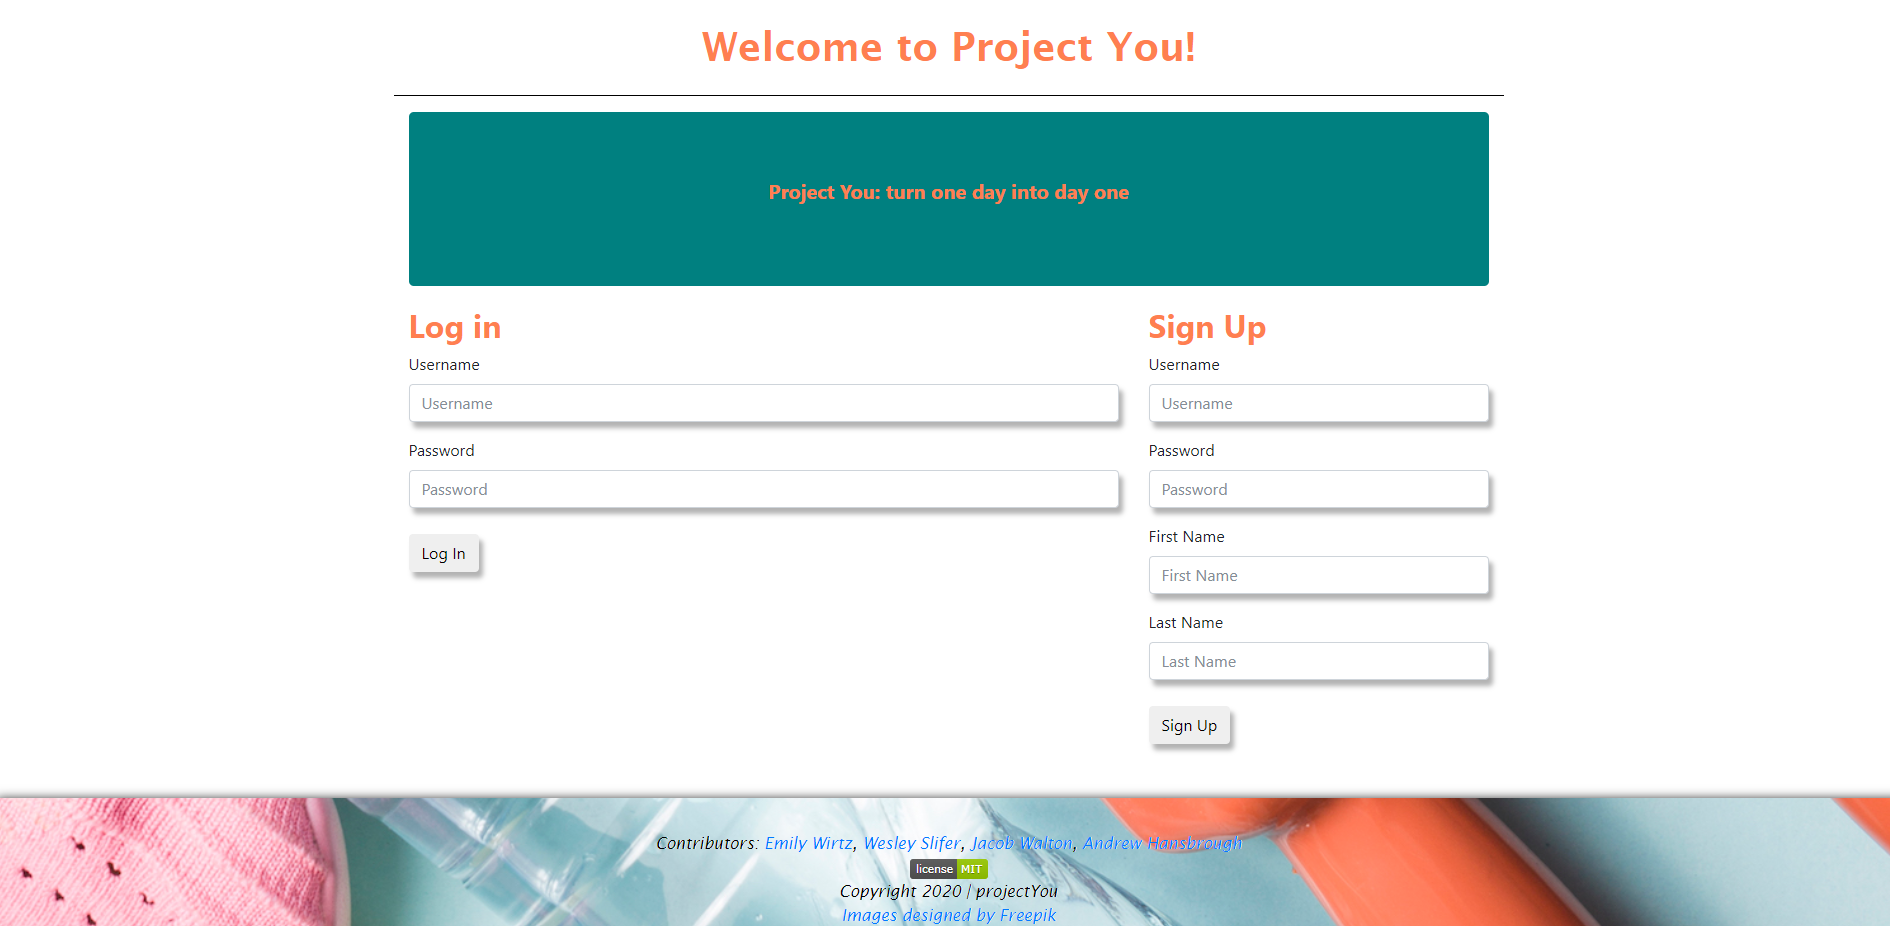 Welcome to Project You!
Project You: turn one day into day one
Log in
Username
Username
Password
Password
Log In
Sign Up
Username
Username
Password
Password
First Name
First Name
Last Name
Last Name
Sign Up
Contributors: Emily Wirtz, Wesley Slifer, Jacob Walton, Andrew Hansbrough
license MIT
Copyright 2020 | projectYou
Images designed by Freepik